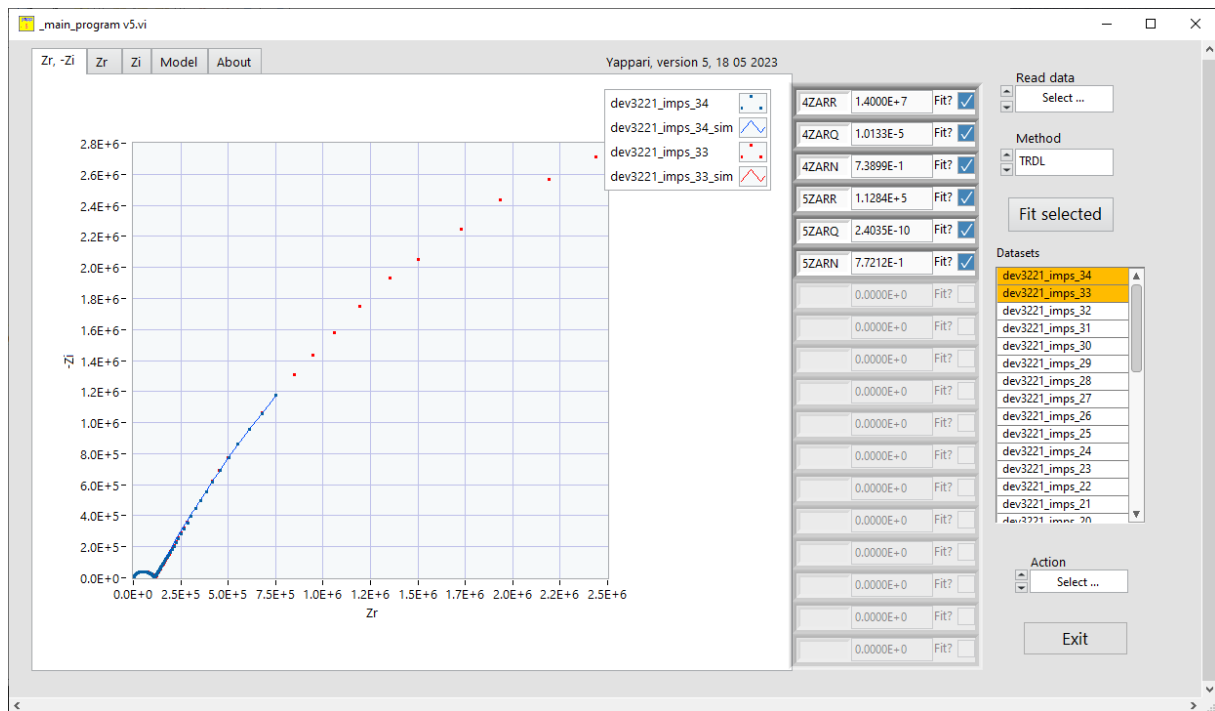 _main_program v5.vi
Zr, -Zi Zr Zi Model About
Yappari, version 5, 18 05 2023
dev3221_imps_34
dev3221_imps_34_sim
dev3221_imps_33
dev3221_imps_33_sim
2.8E+6
2.6E+6
2.4E+6
2.2E+6
2.0E+6
1.8E+6
1.6E+6
1.4E+6
1.2E+6
1.0E+6
8.0E+5
6.0E+5
4.0E+5
2.0E+5
0.0E+0
-Zi
0.0E+0 2.5E+5 5.0E+5 7.5E+5 1.0E+6 1.2E+6 1.5E+6 1.7E+6 2.0E+6 2.2E+6 2.5E+6
Zr
4ZARR 1.4000E+7 Fit?
4ZARQ 1.0133E-5 Fit?
4ZARN 7.3899E-1 Fit?
5ZARR 1.1284E+5 Fit?
5ZARQ 2.4035E-10 Fit?
5ZARN 7.7212E-1 Fit?
0.0000E+0 Fit?
0.0000E+0 Fit?
0.0000E+0 Fit?
0.0000E+0 Fit?
0.0000E+0 Fit?
0.0000E+0 Fit?
0.0000E+0 Fit?
0.0000E+0 Fit?
0.0000E+0 Fit?
0.0000E+0 Fit?
0.0000E+0 Fit?
0.0000E+0 Fit?
Read data
Select ...
Method
TRDL
Fit selected
Datasets
dev3221_imps_34
dev3221_imps_33
dev3221_imps_32
dev3221_imps_31
dev3221_imps_30
dev3221_imps_29
dev3221_imps_28
dev3221_imps_27
dev3221_imps_26
dev3221_imps_25
dev3221_imps_24
dev3221_imps_23
dev3221_imps_22
dev3221_imps_21
dev3221_imps_20
Action
Select ...
Exit